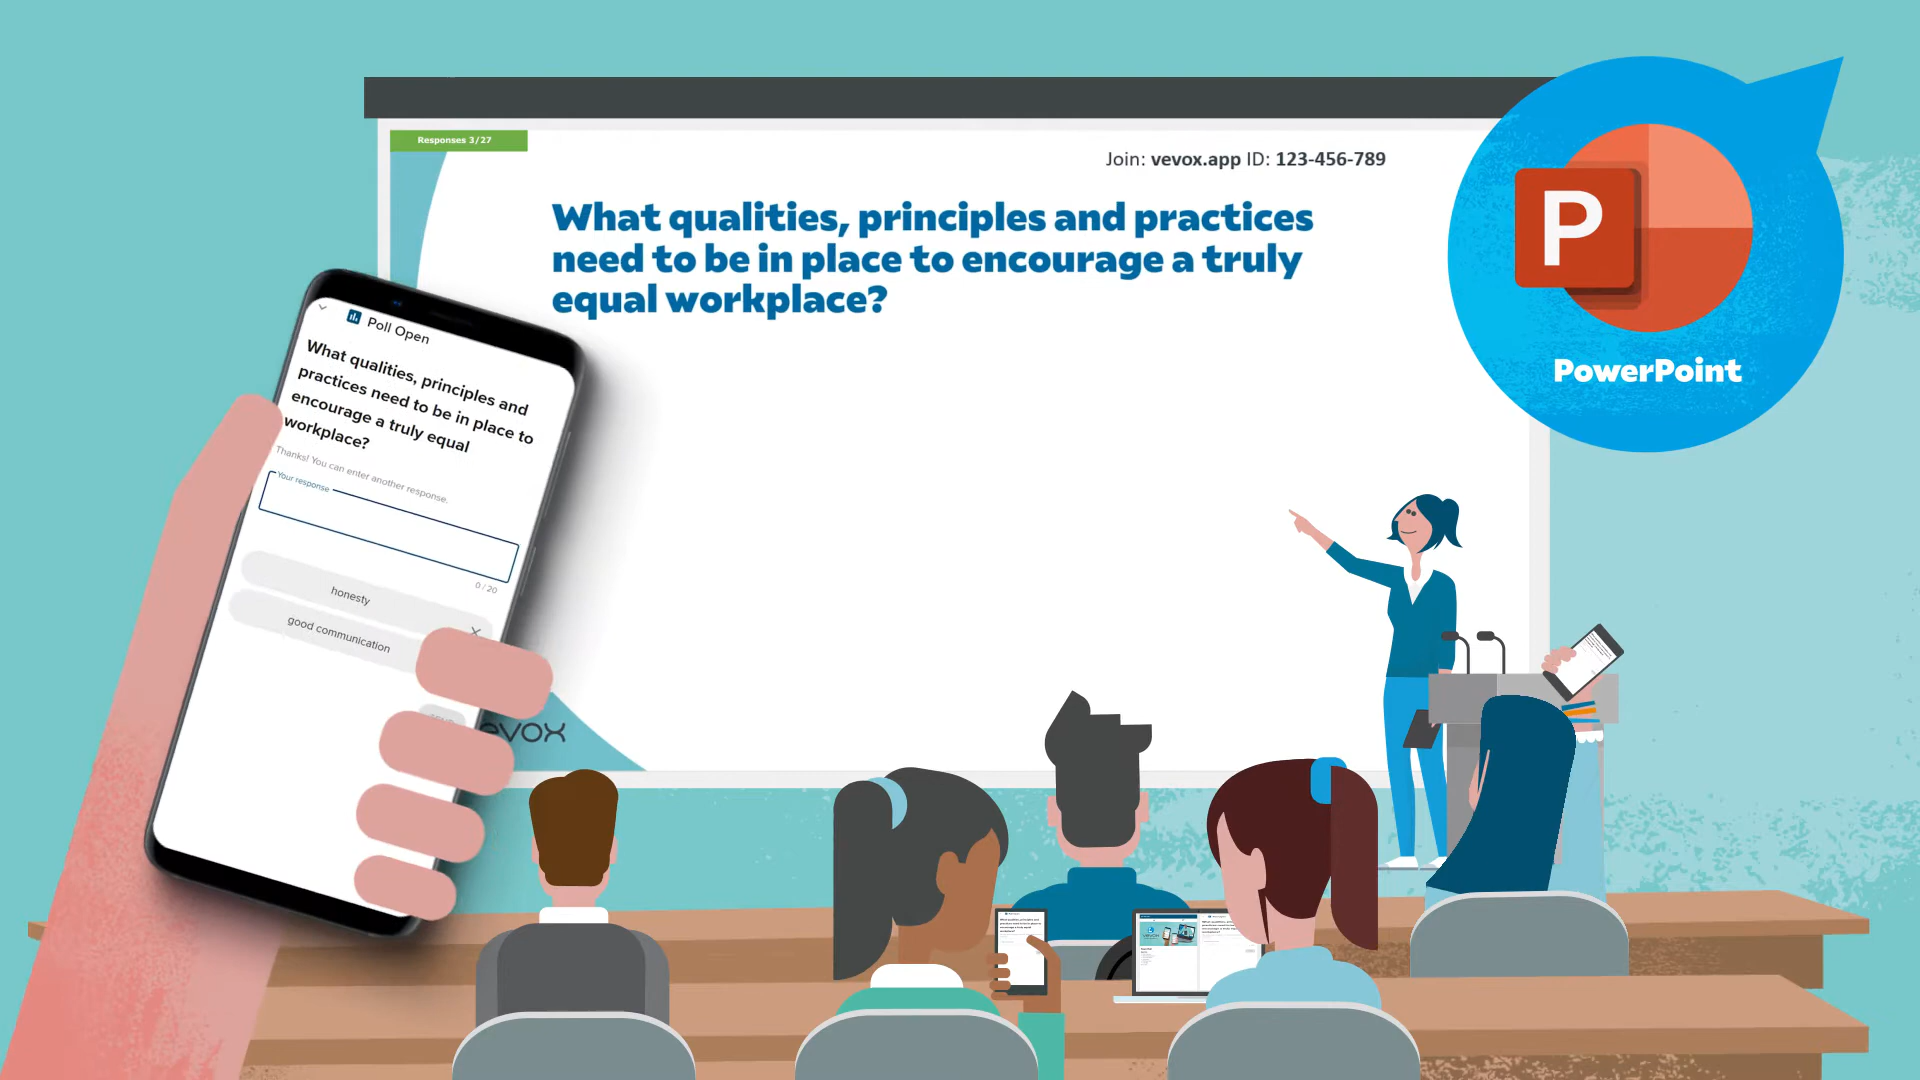 Responses 3/27
Join: vevox.app ID: 123-456-789
What qualities, principles and practices
need to be in place to encourage a truly
equal workplace?
P
PowerPoint
Poll Open
What qualities, principles and
practices need to be in place to
encourage a truly equal
workplace?
Thanks! You can enter another response.
Your response
0 / 20
honesty
good communication
evox